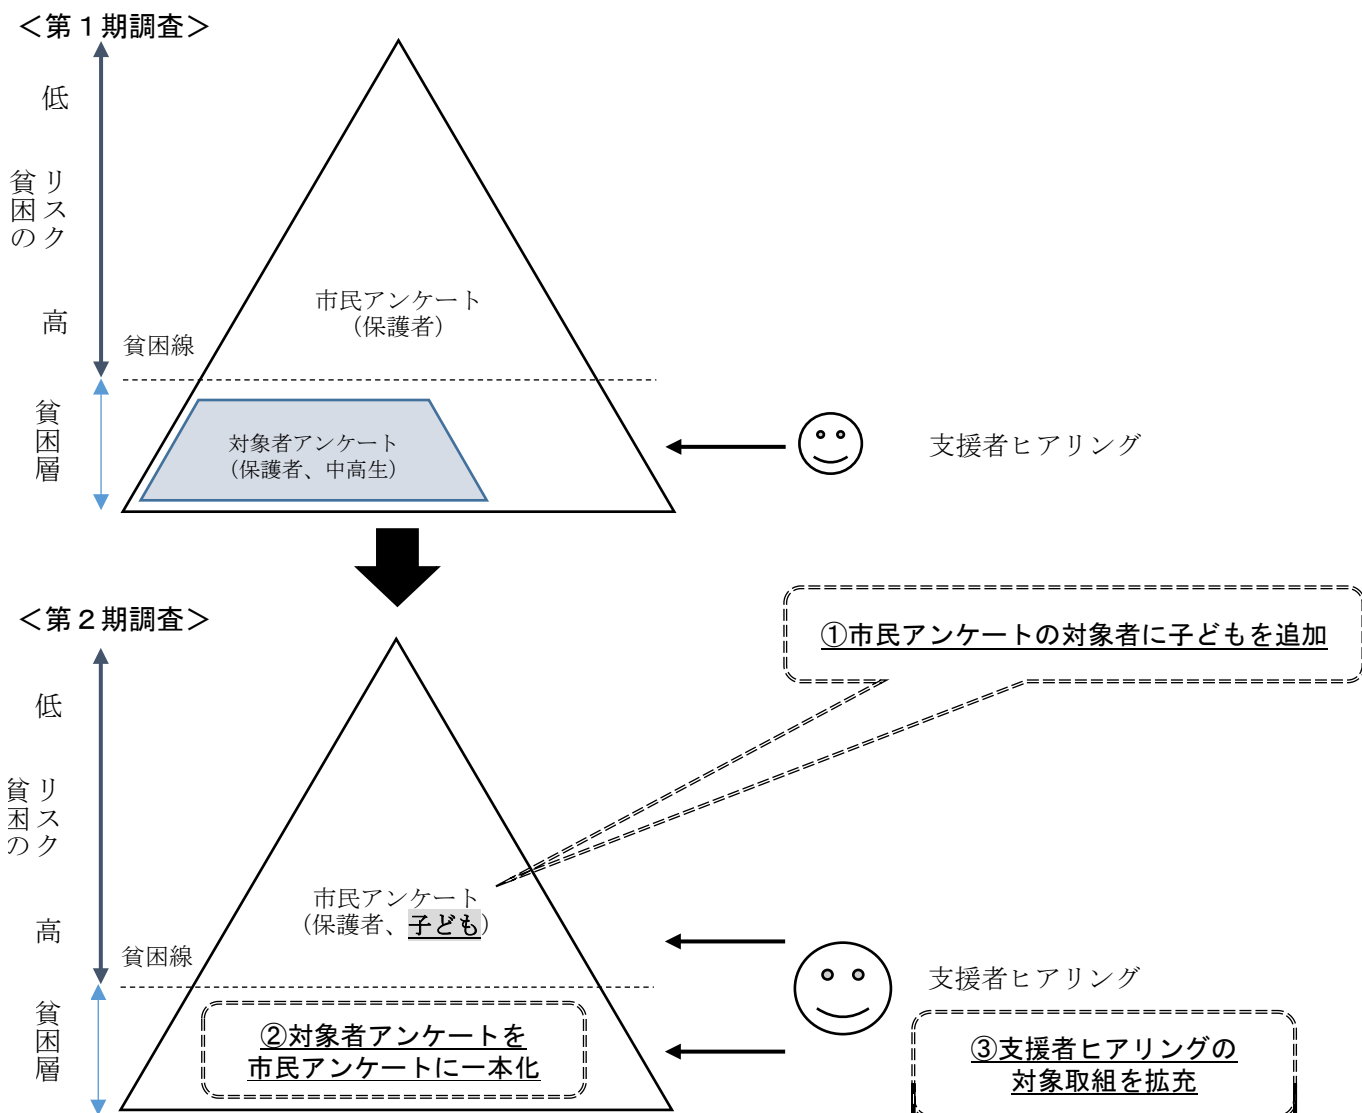 ＜第１期調査＞
低
貧困の
リスク
高
貧困線
貧困層
市民アンケート
（保護者）
対象者アンケート
（保護者、中高生）
支援者ヒアリング
＜第２期調査＞
①市民アンケートの対象者に子どもを追加
低
貧困の
リスク
高
貧困線
貧困層
市民アンケート
（保護者、子ども）
支援者ヒアリング
②対象者アンケートを
市民アンケートに一本化
③支援者ヒアリングの
対象取組を拡充